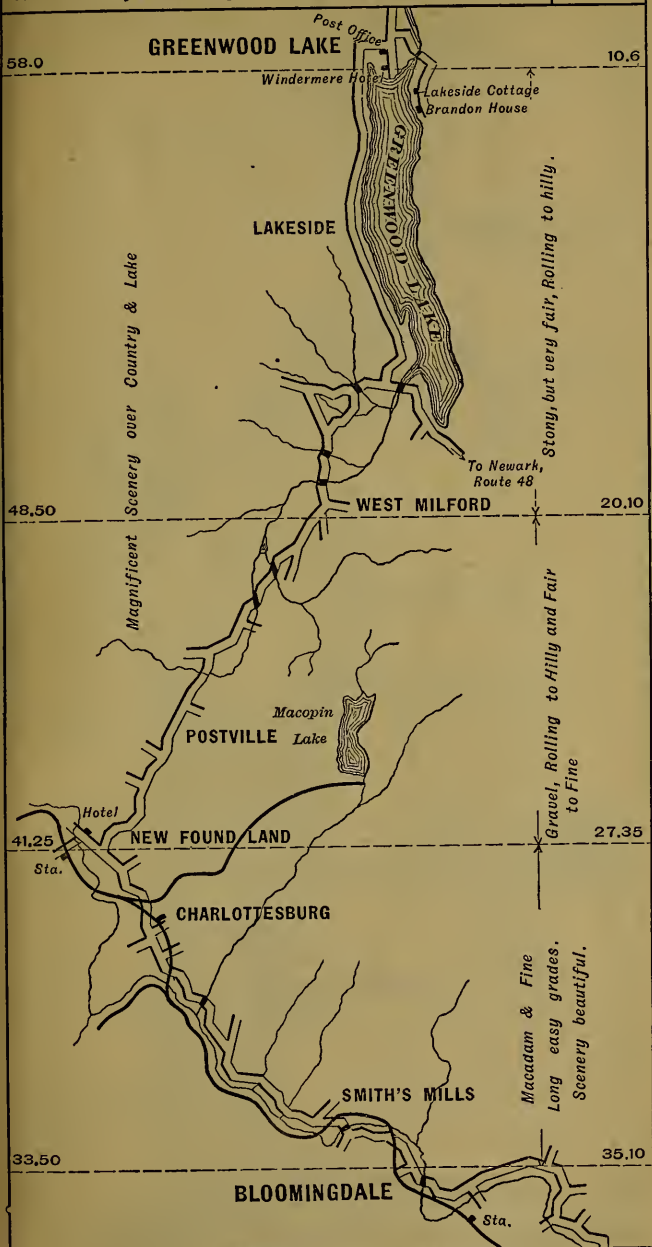 Post Office
GREENWOOD LAKE
58.0
10.6
Windermere Hotel
Lakeside Cottage
Brandon House
GREENWOOD LAKE
LAKESIDE
Magnificent Scenery over Country & Lake
Stony, but very fair, Rolling to hilly.
To Newark,
Route 48
WEST MILFORD
48.50
20.10
Macopin
Lake
POSTVILLE
Gravel, Rolling to Hilly and Fair
to Fine
Hotel
NEW FOUND LAND
41.25
27.35
Sta.
CHARLOTTESBURG
Macadam & Fine
Long easy grades.
Scenery beautiful.
SMITH'S MILLS
33.50
35.10
BLOOMINGDALE
Sta.